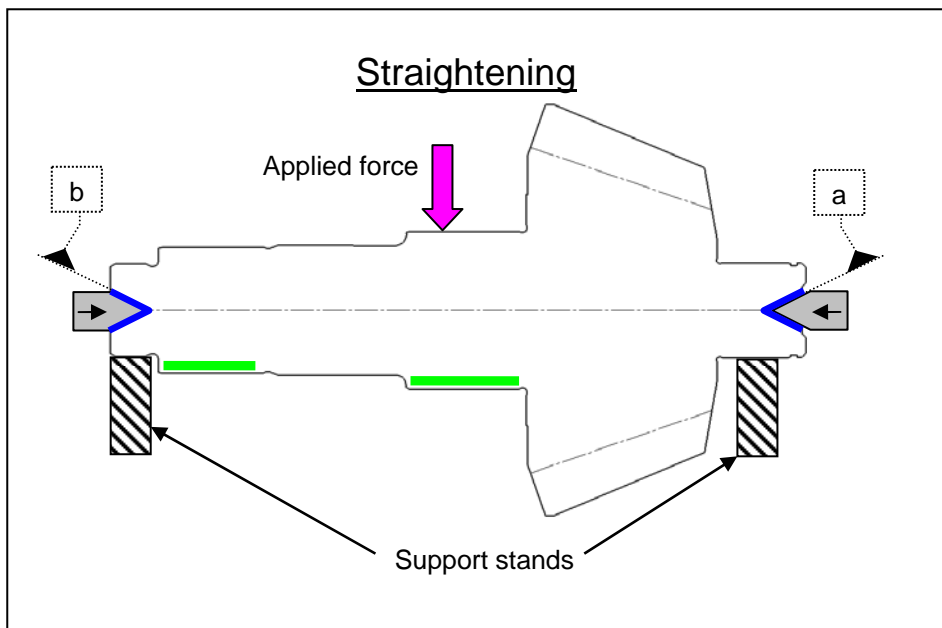 Straightening
Applied force
b
a
Support stands